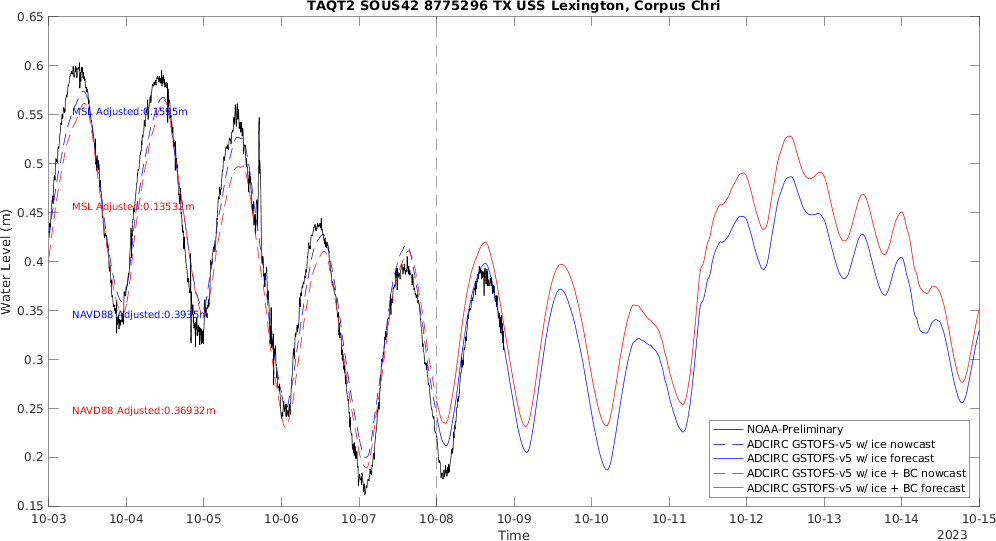 TAQT2 SOUS42 8775296 TX USS Lexington, Corpus Chri
Water Level (m)
0.65
0.6
0.55
0.5
0.45
0.4
0.35
0.3
0.25
0.2
0.15
MSL Adjusted:0.1595m
MSL Adjusted:0.13532m
NAVD88 Adjusted:0.3935m
NAVD88 Adjusted:0.36932m
NOAA-Preliminary
ADCIRC GSTOFS-v5 w/ ice nowcast
ADCIRC GSTOFS-v5 w/ ice forecast
ADCIRC GSTOFS-v5 w/ ice + BC nowcast
ADCIRC GSTOFS-v5 w/ ice + BC forecast
10-03 10-04 10-05 10-06 10-07 10-08 10-09 10-10 10-11 10-12 10-13 10-14 10-15
Time
2023